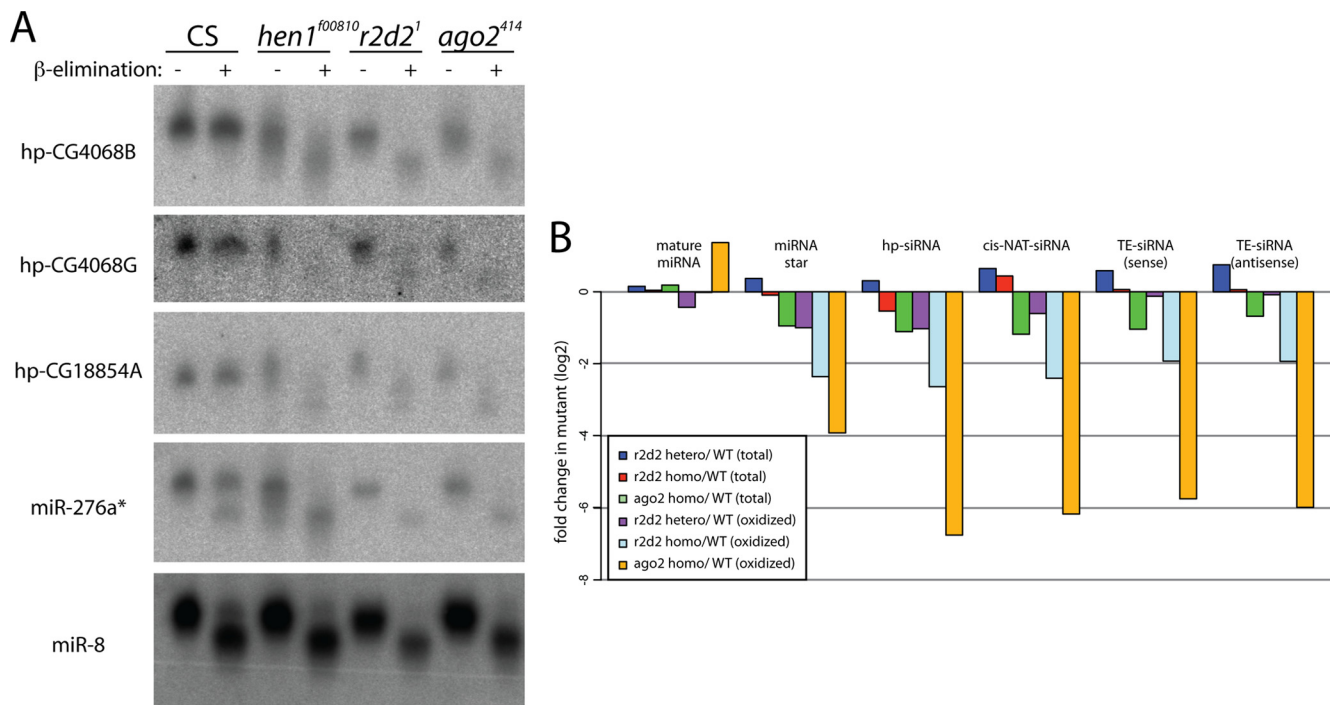 A
CS hen1f00810 r2d21 ago2414
β-elimination: - + - + - + - +
hp-CG4068B
hp-CG4068G
hp-CG18854A
miR-276a*
miR-8
B
mature
miRNA
miRNA
star
hp-siRNA
cis-NAT-siRNA
TE-siRNA
(sense)
TE-siRNA
(antisense)
fold change in mutant (log2)
0
-2
-4
-6
-8
r2d2 hetero/ WT (total)
r2d2 homo/ WT (total)
ago2 homo/ WT (total)
r2d2 hetero/ WT (oxidized)
r2d2 homo/ WT (oxidized)
ago2 homo/ WT (oxidized)